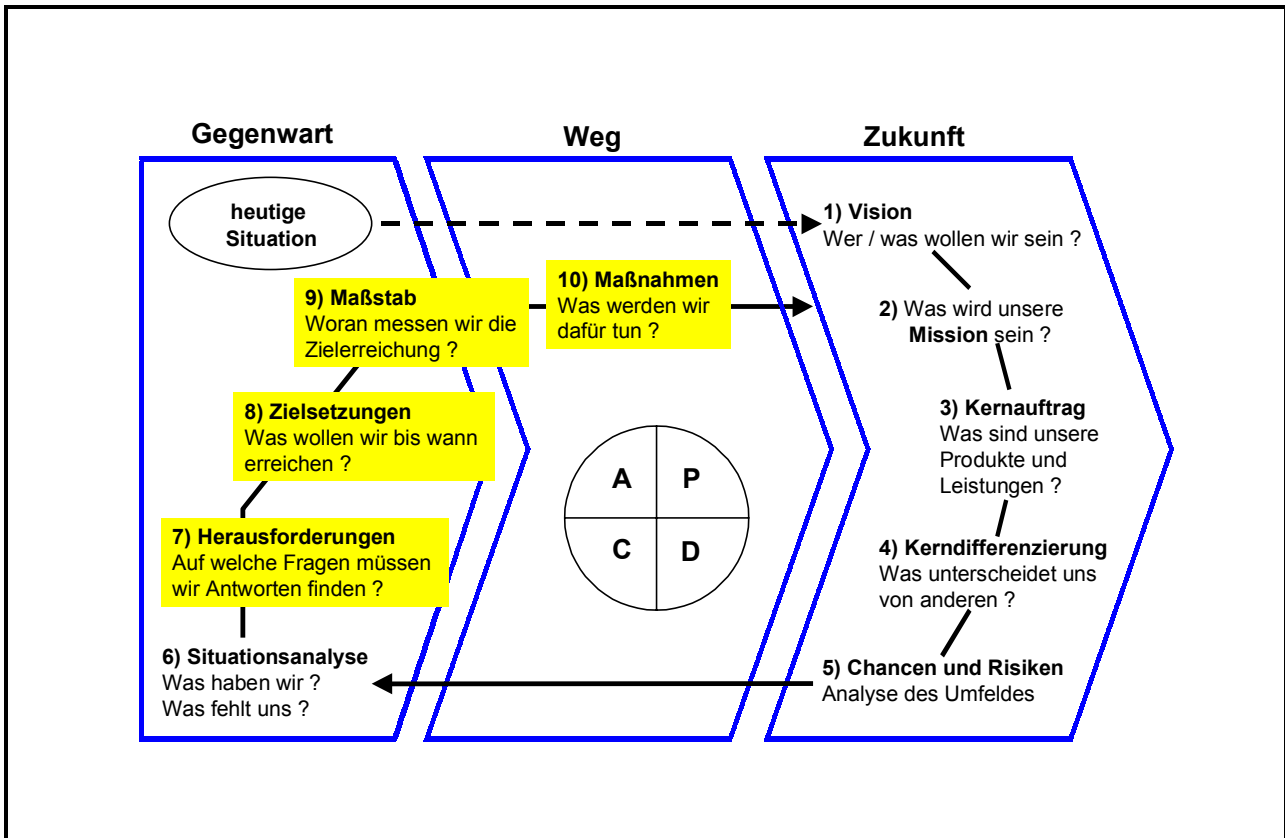 Gegenwart
Weg
Zukunft
heutige
Situation
1) Vision
Wer / was wollen wir sein ?
2) Was wird unsere
Mission sein ?
3) Kernauftrag
Was sind unsere
Produkte und
Leistungen ?
4) Kerndifferenzierung
Was unterscheidet uns
von anderen ?
5) Chancen und Risiken
Analyse des Umfeldes
6) Situationsanalyse
Was haben wir ?
Was fehlt uns ?
7) Herausforderungen
Auf welche Fragen müssen
wir Antworten finden ?
8) Zielsetzungen
Was wollen wir bis wann
erreichen ?
9) Maßstab
Woran messen wir die
Zielerreichung ?
10) Maßnahmen
Was werden wir
dafür tun ?
A P
C D